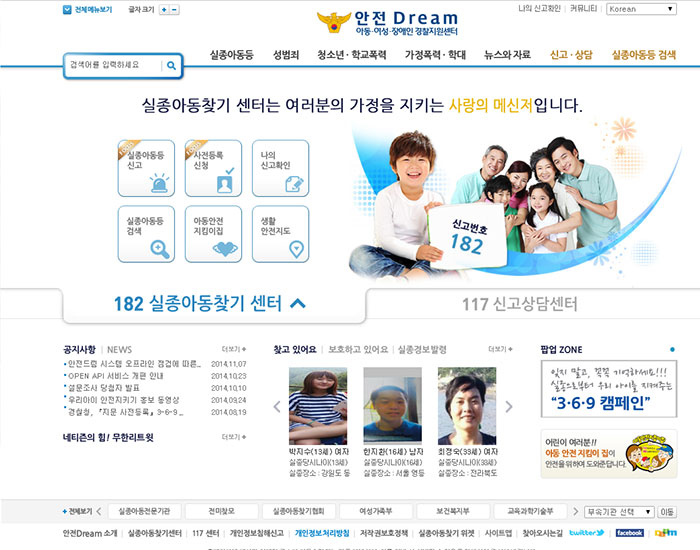 전체메뉴보기 글자 크기 + -
안전 Dream
아동·여성·장애인 경찰지원센터
나의 신고확인 커뮤니티 Korean
검색어를 입력하세요
실종아동등 성범죄 청소년·학교폭력 가정폭력·학대 뉴스와 자료 신고·상담 실종아동등 검색
실종아동찾기 센터는 여러분의 가정을 지키는 사랑의 메신저입니다.
실종아동등
신고
사전등록
신청
나의
신고확인
실종아동등
검색
아동안전
지킴이집
생활
안전지도
신고번호
182
182 실종아동찾기 센터
117 신고상담센터
공지사항 | NEWS 더보기 +
안전드림 시스템 오프라인 점검에 따른... 2014,11,07
OPEN API 서비스 개편 안내 2014,10,23
설문조사 당첨자 발표 2014,10,10
우리아이 안전지키기 홍보 동영상 2014,09,24
경찰청, 『지문 사전등록』 3-6-9 ... 2014,08,19
네티즌의 힘! 무한리트윗 더보기 +
찾고 있어요 | 보호하고 있어요 | 실종경보발령 더보기 +
박지수(13세) 여자
실종당시나이(13세)
실종장소 : 강원도 동
한지환(16세) 남자
실종당시나이(16세)
실종장소 : 서울 영등
최정숙(33세) 여자
실종당시나이(33세)
실종장소 : 전라북도
팝업 ZONE
잊지 말고, 꼭꼭 기억하세요!!!
실종으로부터 우리 아이를 지켜주는
“3·6·9 캠페인”
어린이 여러분!!
아동 안전 지킴이 집이
안전을 위하여 도와준답니다.
전체보기 실종아동전문기관 전미찾모 실종아동찾기협회 여성가족부 보건복지부 교육과학기술부 부속기관 선택 이동
안전Dream 소개 실종아동찾기센터 117 센터 개인정보침해신고 개인정보처리방침 저작권보호정책 실종아동찾기 위젯 사이트맵 찾아오시는길 twitter facebook